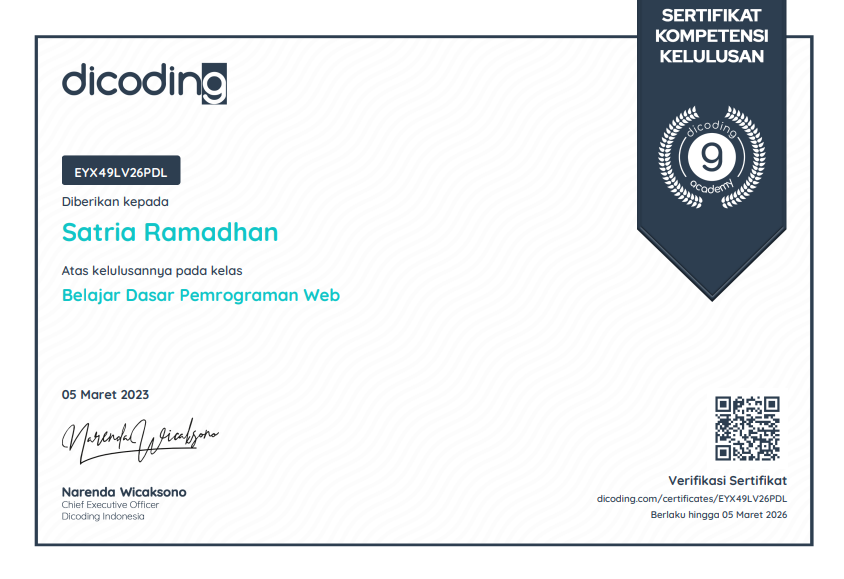 SERTIFIKAT
KOMPETENSI
KELULUSAN
dicoding
dicoding
9
academy
EYX49LV26PDL
Diberikan kepada
Satria Ramadhan
Atas kelulusannya pada kelas
Belajar Dasar Pemrograman Web
05 Maret 2023
Narenda Wicaksono
Narenda Wicaksono
Chief Executive Officer
Dicoding Indonesia
Verifikasi Sertifikat
dicoding.com/certificates/EYX49LV26PDL
Berlaku hingga 05 Maret 2026